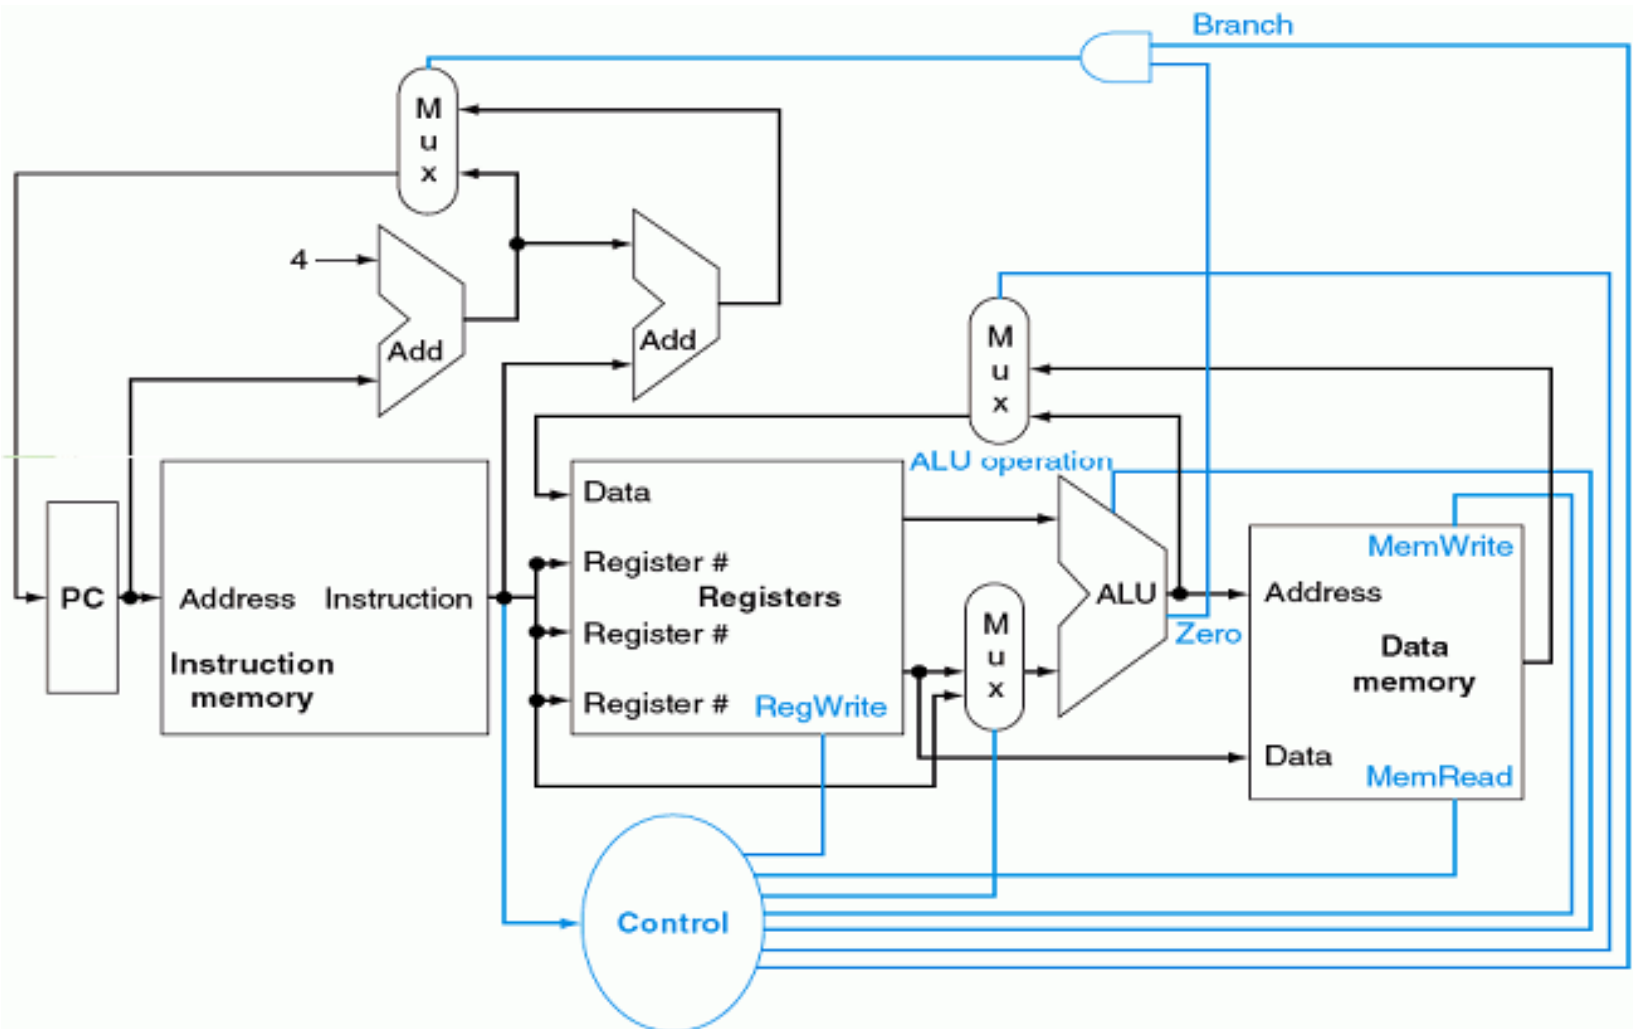 Branch
M
u
x
4
Add
Add
M
u
x
ALU operation
Data
Register #
Register #
Register #
Registers
RegWrite
PC
Address
Instruction
Instruction
memory
M
u
x
ALU
Zero
MemWrite
Address
Data
memory
Data
MemRead
Control